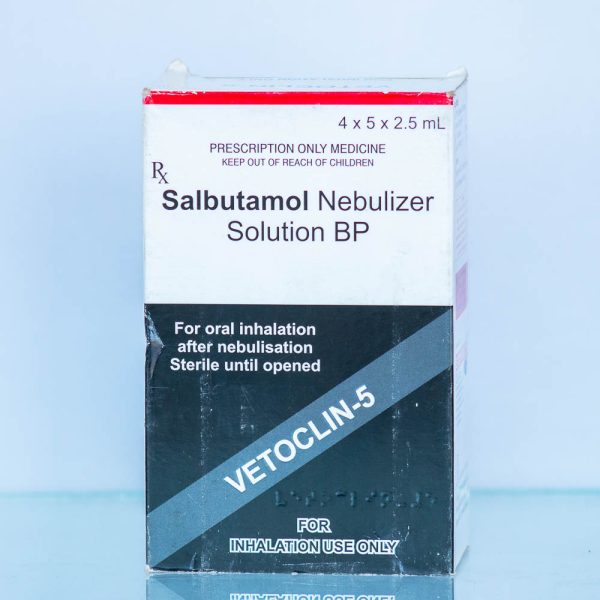 4 x 5 x 2.5 mL
PRESCRIPTION ONLY MEDICINE
KEEP OUT OF REACH OF CHILDREN
Rx
Salbutamol Nebulizer
Solution BP
For oral inhalation
after nebulisation
Sterile until opened
VETOCLIN-5
FOR
INHALATION USE ONLY